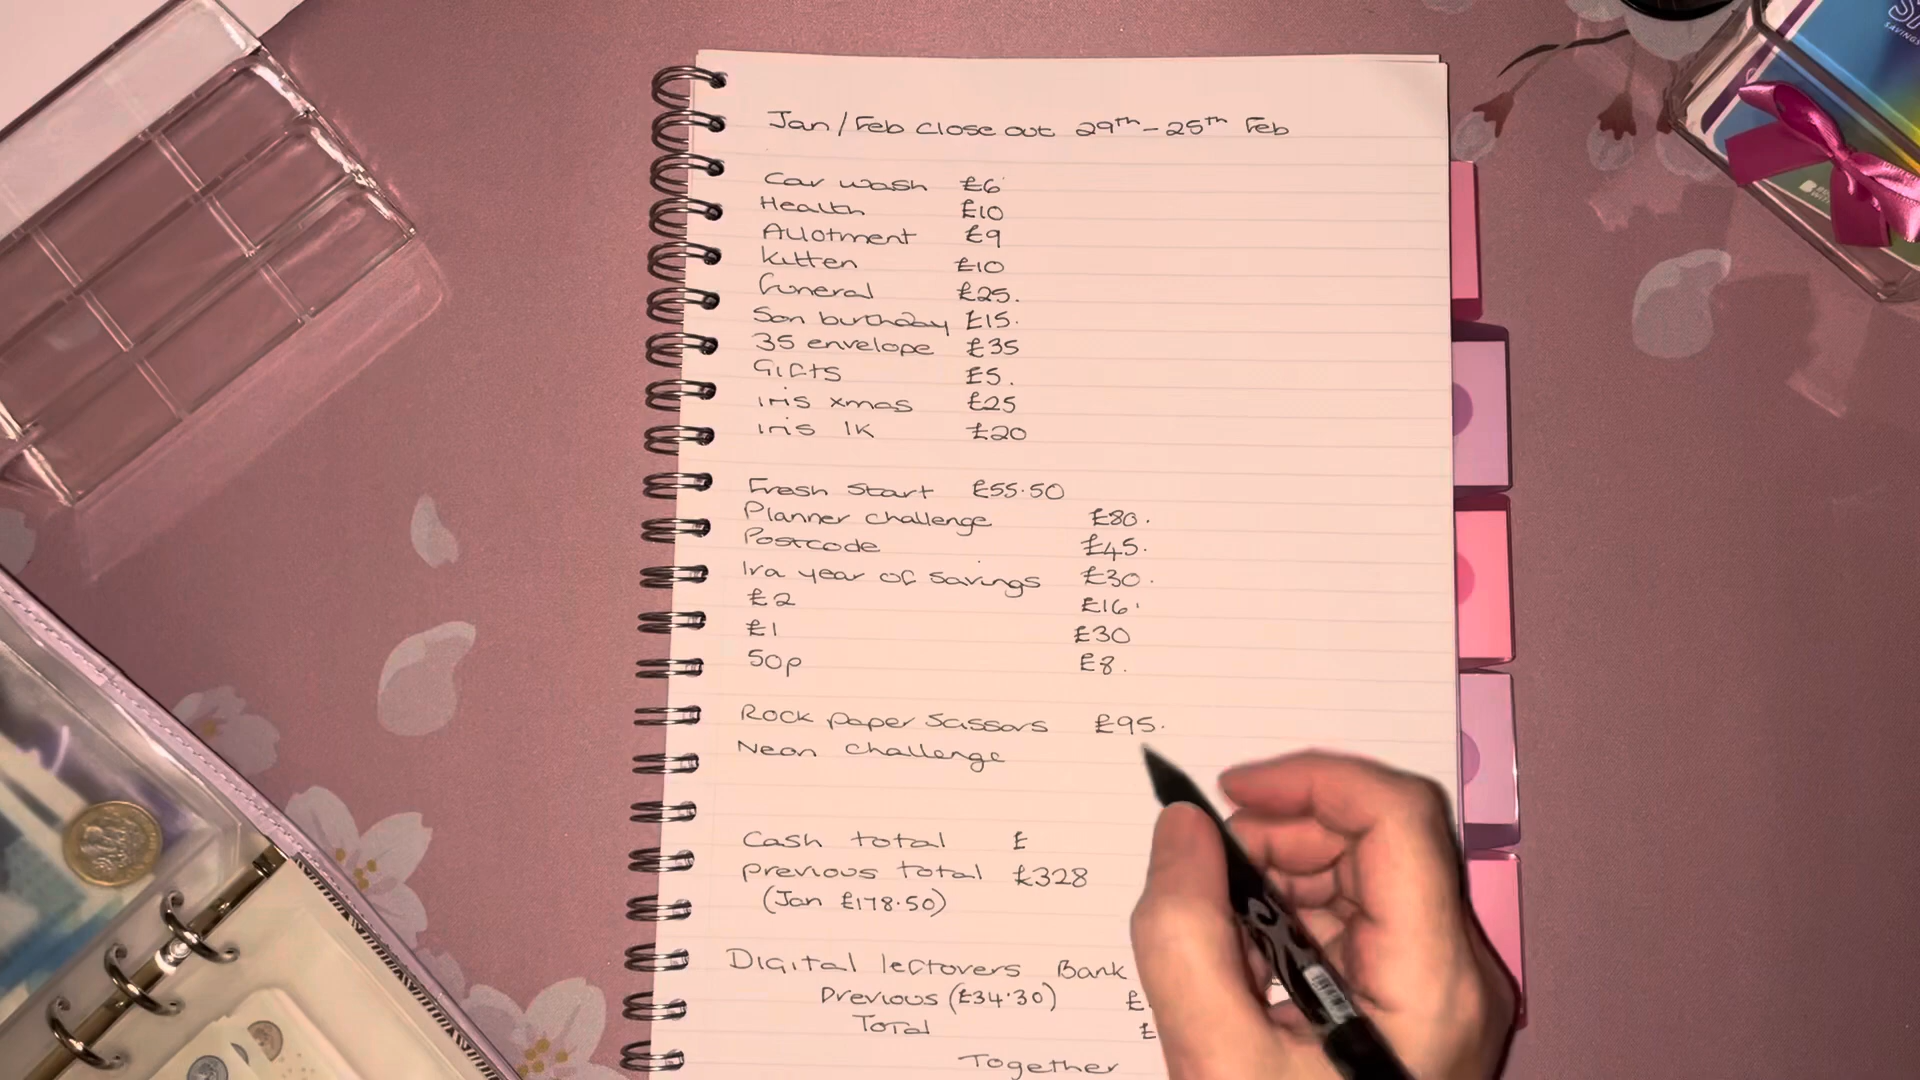 Jan/Feb close out 29th - 25th Feb
Car wash £6
Health £10
Allotment £9
Kitten £10
Funeral £25.
Son birthday £15.
35 envelope £35
Gifts £5.
iris xmas £25
iris 1K £20
Fresh Start £55.50
Planner challenge £80.
Postcode £45.
Iva year of savings £30.
£2 £16.
£1 £30
50p £8.
Rock paper Scissors £95.
Neon challenge
Cash total £
previous total £328
(Jan £178.50)
Digital leftovers Bank
Previous (£34.30) £
Total £
Together